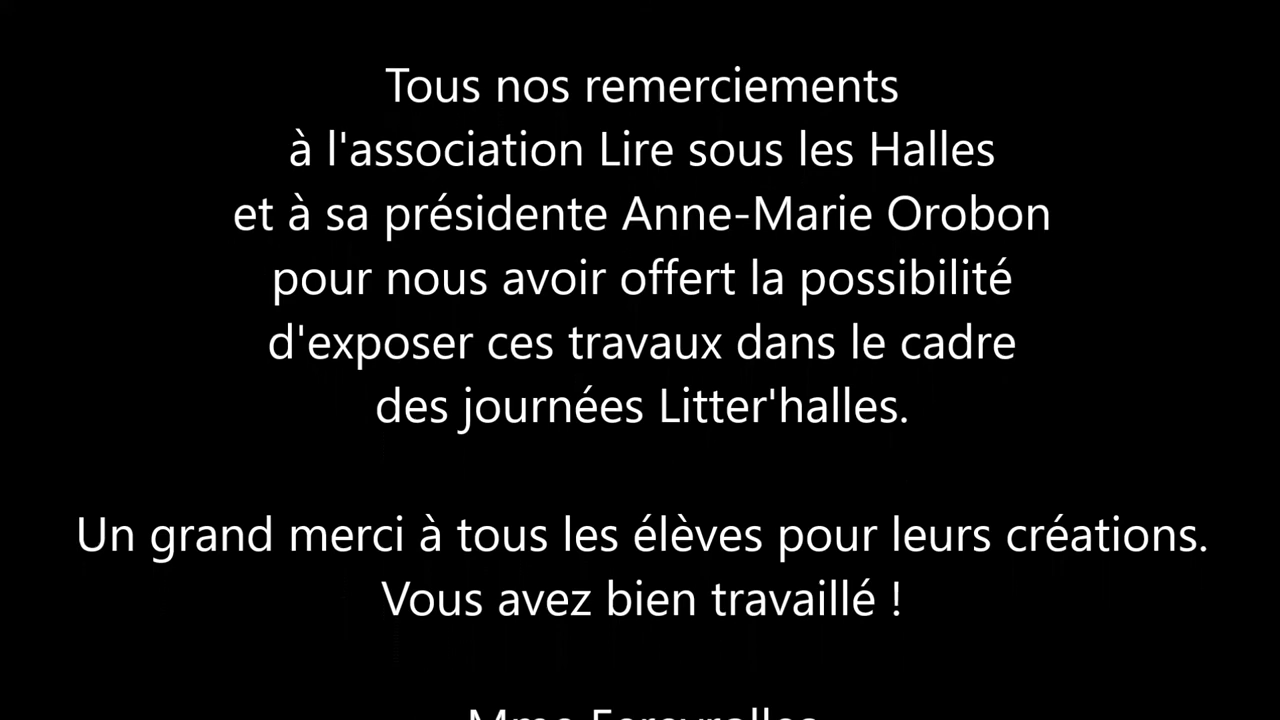 Tous nos remerciements
à l'association Lire sous les Halles
et à sa présidente Anne-Marie Orobon
pour nous avoir offert la possibilité
d'exposer ces travaux dans le cadre
des journées Litter'halles.
Un grand merci à tous les élèves pour leurs créations.
Vous avez bien travaillé !
Mme